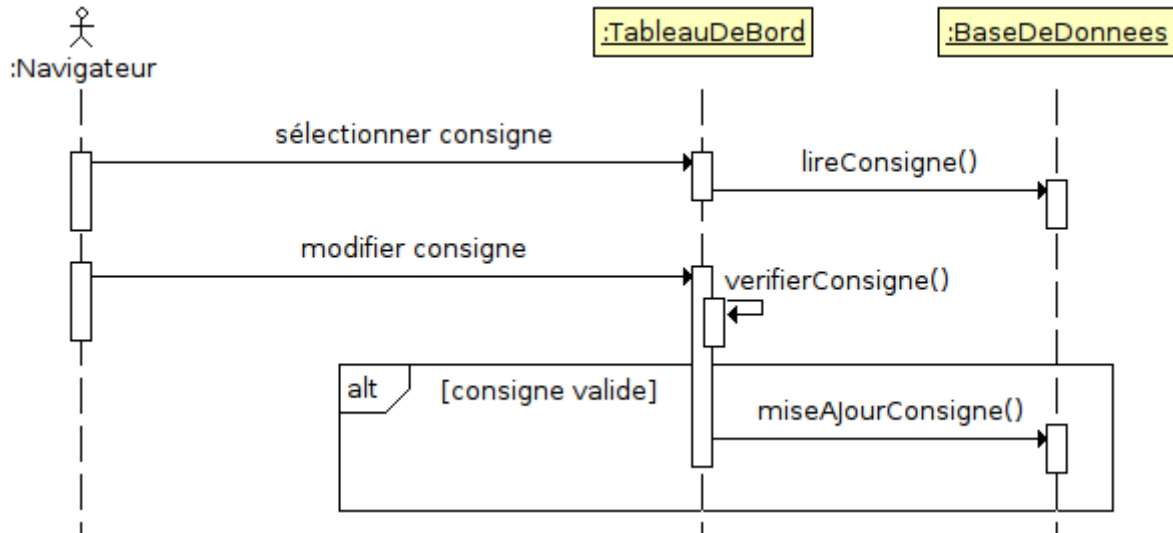 :TableauDeBord
:BaseDeDonnees
:Navigateur
sélectionner consigne
lireConsigne()
modifier consigne
verifierConsigne()
alt
[consigne valide]
miseAJourConsigne()